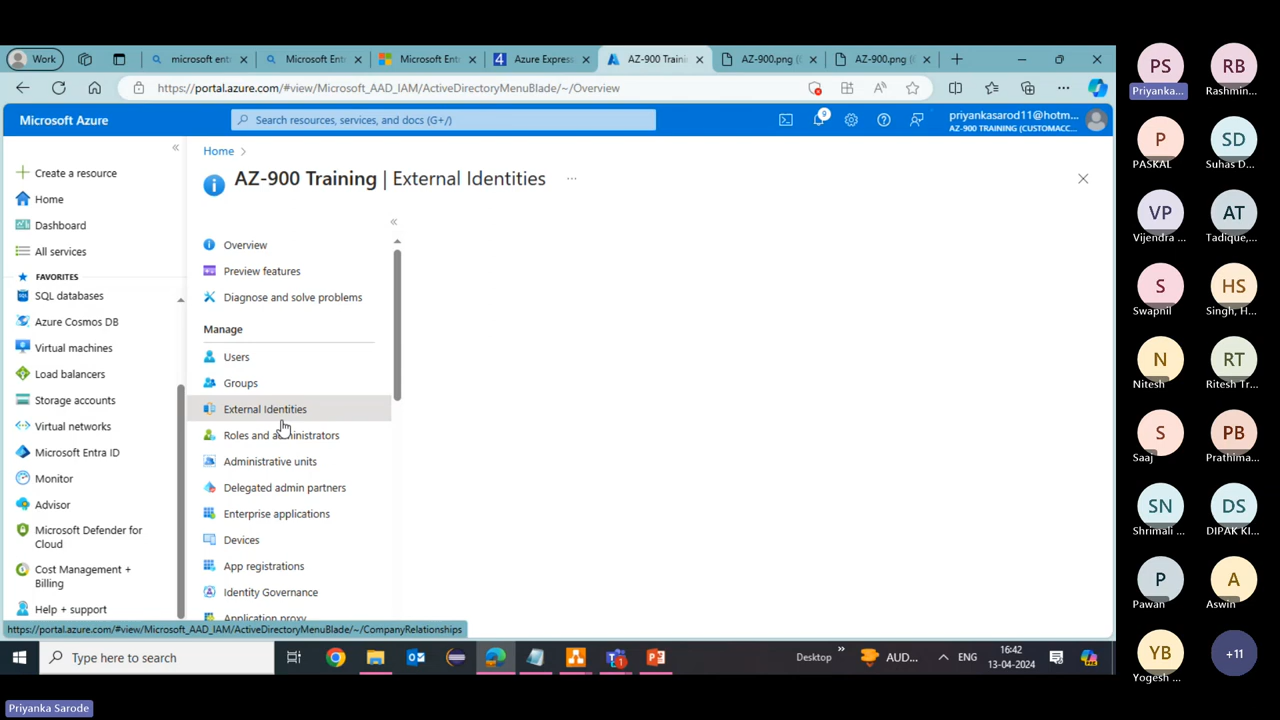 Work
microsoft ent
Microsoft Ent
Microsoft Ent
Azure Express
AZ-900 Trainin
AZ-900.png (
AZ-900.png (
https://portal.azure.com/#view/Microsoft_AAD_IAM/ActiveDirectoryMenuBlade/~/Overview
Microsoft Azure
Search resources, services, and docs (G+/)
9
priyankasarod11@hotm...
AZ-900 TRAINING (CUSTOMACC...
Create a resource
Home
Dashboard
All services
FAVORITES
SQL databases
Azure Cosmos DB
Virtual machines
Load balancers
Storage accounts
Virtual networks
Microsoft Entra ID
Monitor
Advisor
Microsoft Defender for
Cloud
Cost Management +
Billing
Help + support
Home
AZ-900 Training | External Identities
Overview
Preview features
Diagnose and solve problems
Manage
Users
Groups
External Identities
Roles and administrators
Administrative units
Delegated admin partners
Enterprise applications
Devices
App registrations
Identity Governance
Application proxy
https://portal.azure.com/#view/Microsoft_AAD_IAM/ActiveDirectoryMenuBlade/~/CompanyRelationships
Type here to search
Desktop
AUD...
ENG
16:42
13-04-2024
Priyanka Sarode
PS
Priyanka...
RB
Rashmin...
P
PASKAL
SD
Suhas D...
VP
Vijendra ...
AT
Tadique,...
S
Swapnil
HS
Singh, H...
N
Nitesh
RT
Ritesh Tr...
S
Saaj
PB
Prathima...
SN
Shrimali ...
DS
DIPAK KI...
P
Pawan
A
Aswin
YB
Yogesh ...
+11